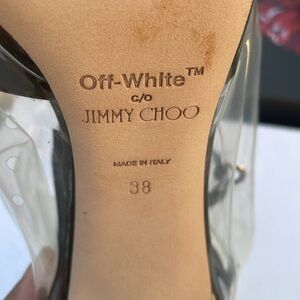 Off-White™
c/o
JIMMY CHOO
MADE IN ITALY
38